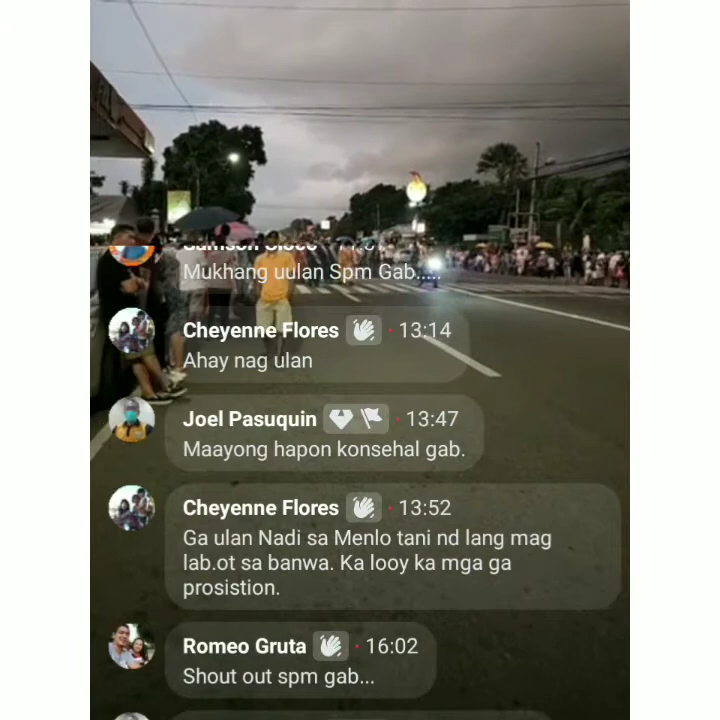 Mukhang uulan Spm Gab.....
Cheyenne Flores · 13:14
Ahay nag ulan
Joel Pasuquin · 13:47
Maayong hapon konsehal gab.
Cheyenne Flores · 13:52
Ga ulan Nadi sa Menlo tani nd lang mag
lab.ot sa banwa. Ka looy ka mga ga
prosistion.
Romeo Gruta · 16:02
Shout out spm gab...